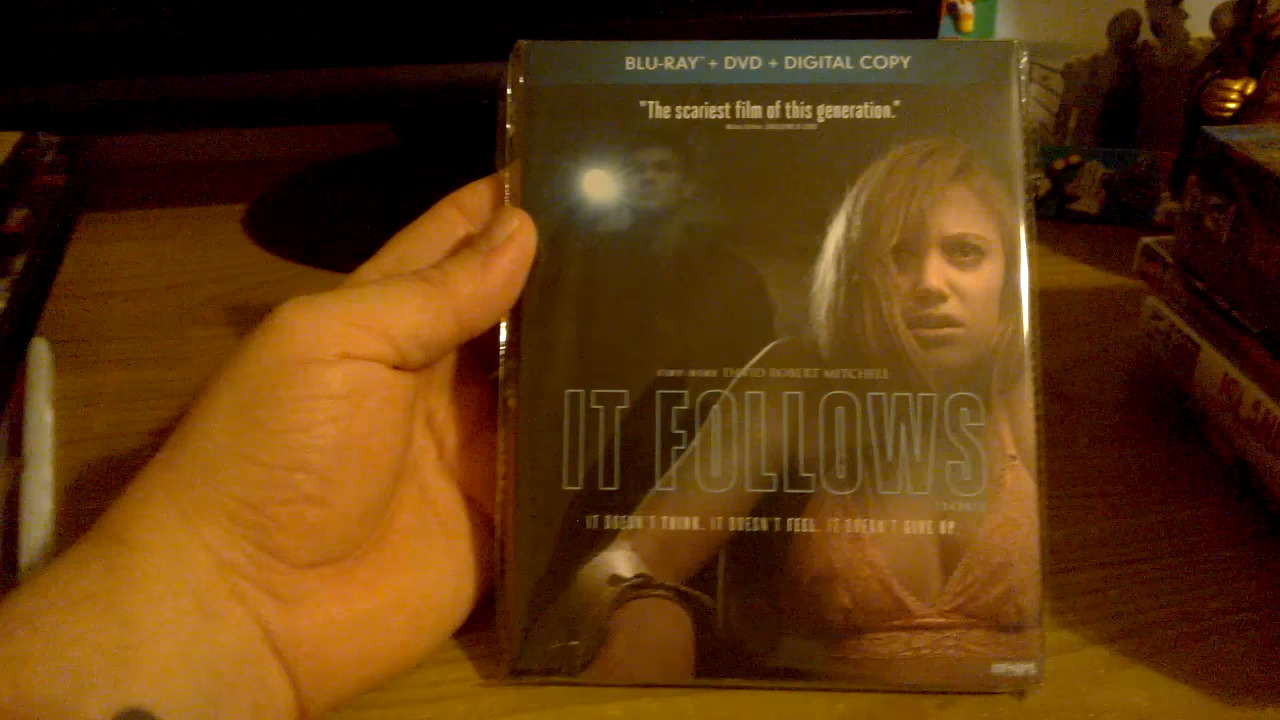 BLU-RAY™ + DVD + DIGITAL COPY
"The scariest film of this generation."
DAVID ROBERT MITCHELL
IT FOLLOWS
IT DOESN'T THINK. IT DOESN'T FEEL. IT DOESN'T GIVE UP.